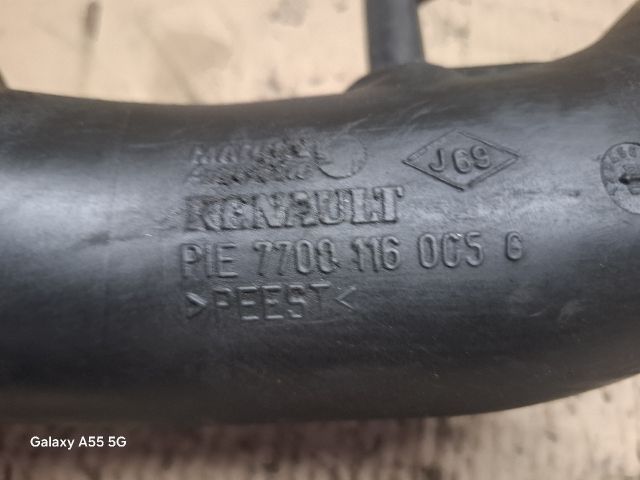 J69
RENAULT
PIE 7700 116 005 G
>PEEST<
Galaxy A55 5G